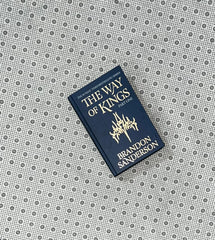 THE WAY
OF KINGS
BRANDON
SANDERSON